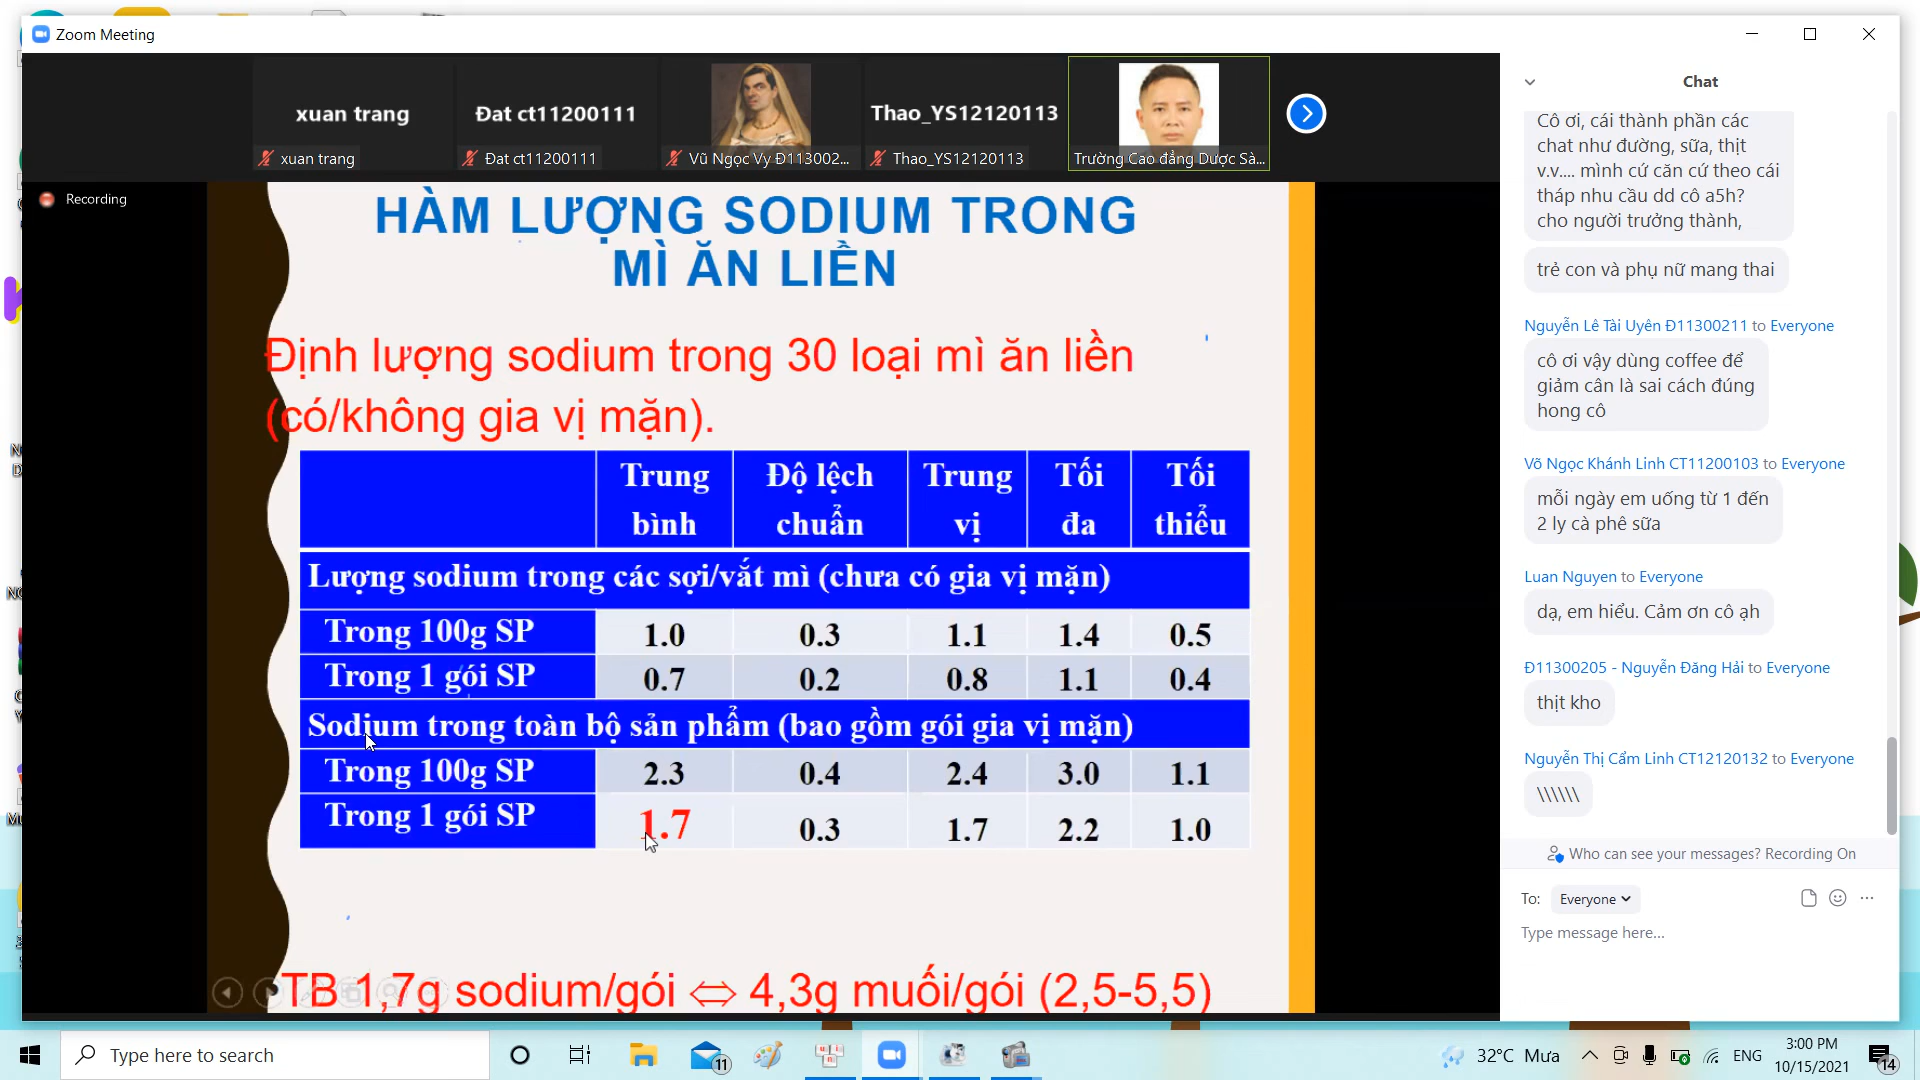 Zoom Meeting
xuan trang
Đat ct11200111
Thao_YS12120113
xuan trang
Đat ct11200111
Vũ Ngọc Vy Đ113002...
Thao_YS12120113
Trường Cao đẳng Dược Sà...
Recording
HÀM LƯỢNG SODIUM TRONG
MÌ ĂN LIỀN
Định lượng sodium trong 30 loại mì ăn liền
(có/không gia vị mặn).
Trung bình Độ lệch chuẩn Trung vị Tối đa Tối thiểu
Lượng sodium trong các sợi/vắt mì (chưa có gia vị mặn)
Trong 100g SP 1.0 0.3 1.1 1.4 0.5
Trong 1 gói SP 0.7 0.2 0.8 1.1 0.4
Sodium trong toàn bộ sản phẩm (bao gồm gói gia vị mặn)
Trong 100g SP 2.3 0.4 2.4 3.0 1.1
Trong 1 gói SP 1.7 0.3 1.7 2.2 1.0
TB 1,7g sodium/gói ⇔ 4,3g muối/gói (2,5-5,5)
Chat
Cô ơi, cái thành phần các
chat như đường, sữa, thịt
v.v.... mình cứ căn cứ theo cái
tháp nhu cầu dd cô a5h?
cho người trưởng thành,
trẻ con và phụ nữ mang thai
Nguyễn Lê Tài Uyên Đ11300211 to Everyone
cô ơi vậy dùng coffee để
giảm cân là sai cách đúng
hong cô
Võ Ngọc Khánh Linh CT11200103 to Everyone
mỗi ngày em uống từ 1 đến
2 ly cà phê sữa
Luan Nguyen to Everyone
dạ, em hiểu. Cảm ơn cô ạh
Đ11300205 - Nguyễn Đăng Hải to Everyone
thịt kho
Nguyễn Thị Cẩm Linh CT12120132 to Everyone
\\\\\\
Who can see your messages? Recording On
To: Everyone
Type message here...
Type here to search
11
32°C Mưa
ENG
3:00 PM
10/15/2021
14